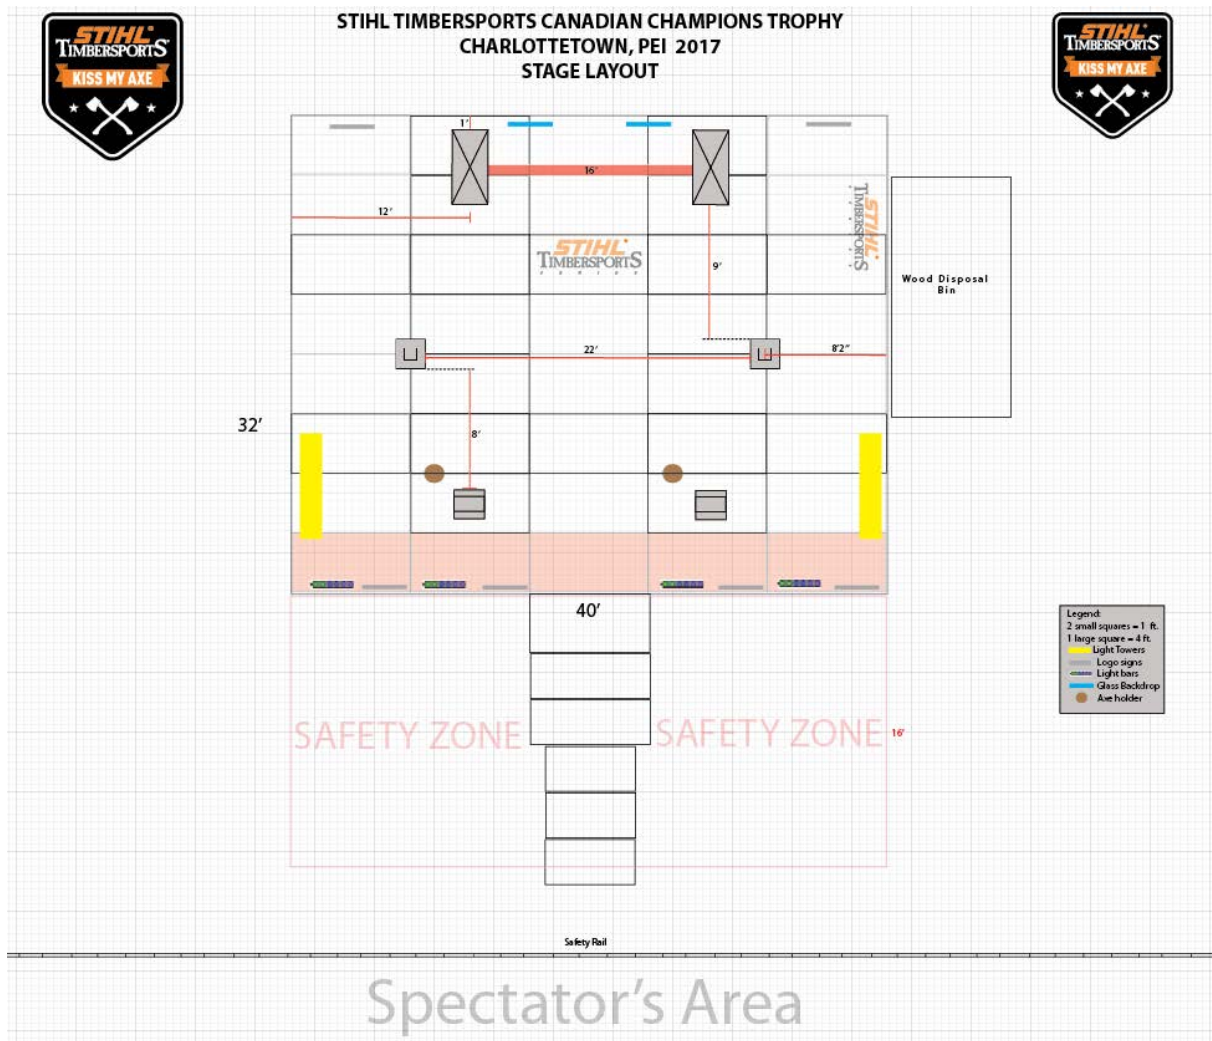 STIHL TIMBERSPORTS CANADIAN CHAMPIONS TROPHY
CHARLOTTETOWN, PEI 2017
STAGE LAYOUT
STIHL
TIMBERSPORTS
KISS MY AXE
STIHL
TIMBERSPORTS
KISS MY AXE
1'
16'
12'
STIHL
TIMBERSPORTS
SERIES
STIHL
TIMBERSPORTS
9'
Wood Disposal
Bin
22'
8'2"
32'
8'
40'
Legend:
2 small squares = 1 ft.
1 large square = 4 ft.
Light Towers
Logo signs
Light bars
Glass Backdrop
Axe holder
SAFETY ZONE
SAFETY ZONE
16'
Safety Rail
Spectator's Area